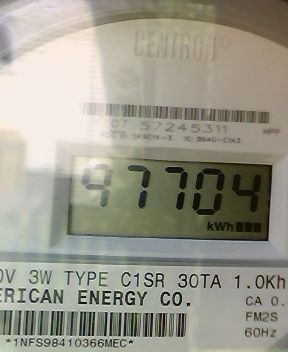 CENTRON®
C7 57245311
97704
kWh
0V 3W TYPE C1SR 30TA 1.0Kh
ERICAN ENERGY CO.
CA 0.
FM2S
60Hz
*1NFS98410366MEC*